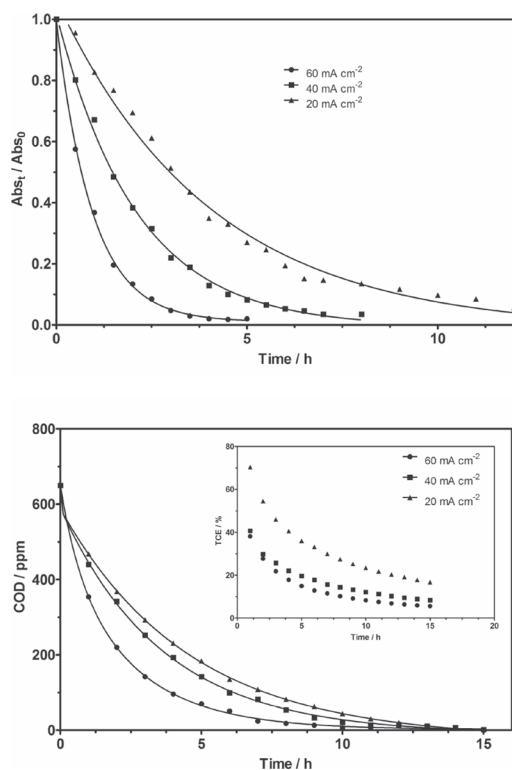 1.0
0.8
0.6
0.4
0.2
0.0
Abs_t / Abs_0
60 mA cm⁻²
40 mA cm⁻²
20 mA cm⁻²
0 5 10
Time / h
800
600
400
200
0
COD / ppm
0 5 10 15
Time / h
80
60
40
20
0
TCE / %
60 mA cm⁻²
40 mA cm⁻²
20 mA cm⁻²
0 5 10 15 20
Time / h